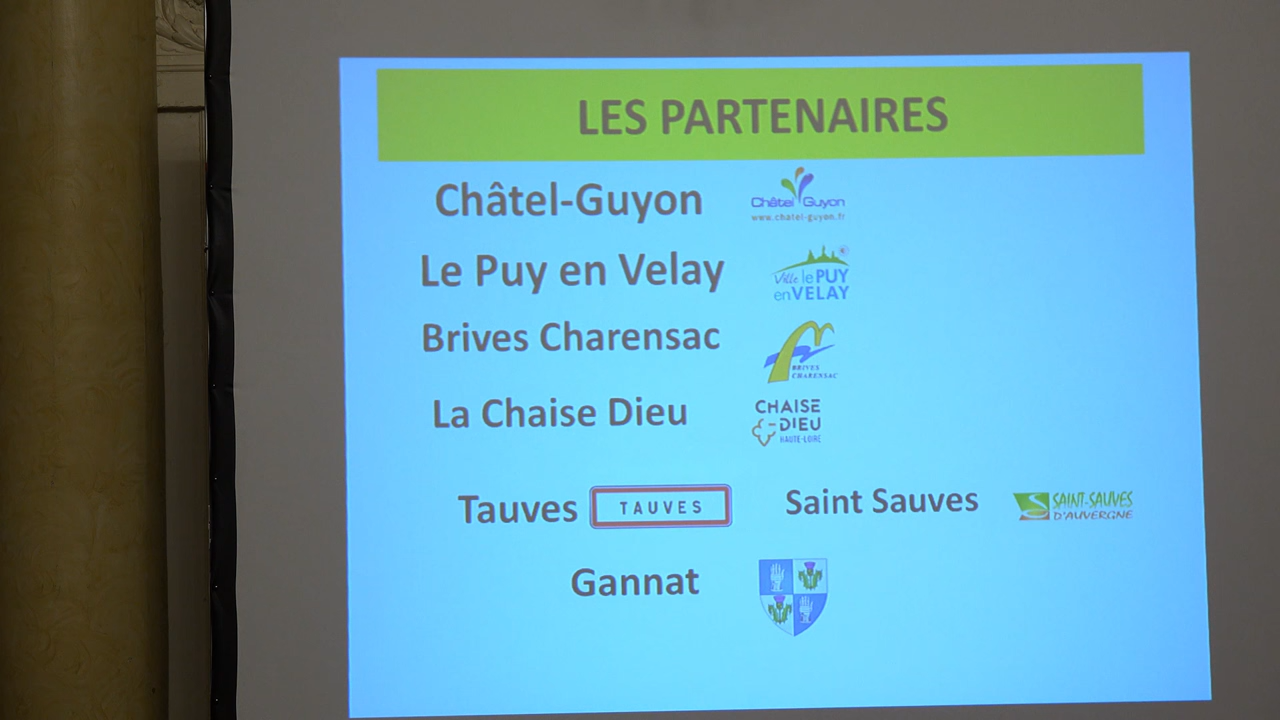 LES PARTENAIRES
Châtel-Guyon
Châtel Guyon
www.chatel-guyon.fr
Le Puy en Velay
Ville le PUY
en VELAY
Brives Charensac
BRIVES
CHARENSAC
La Chaise Dieu
CHAISE
-DIEU
HAUTE-LOIRE
Tauves
TAUVES
Saint Sauves
SAINT-SAUVES
D'AUVERGNE
Gannat